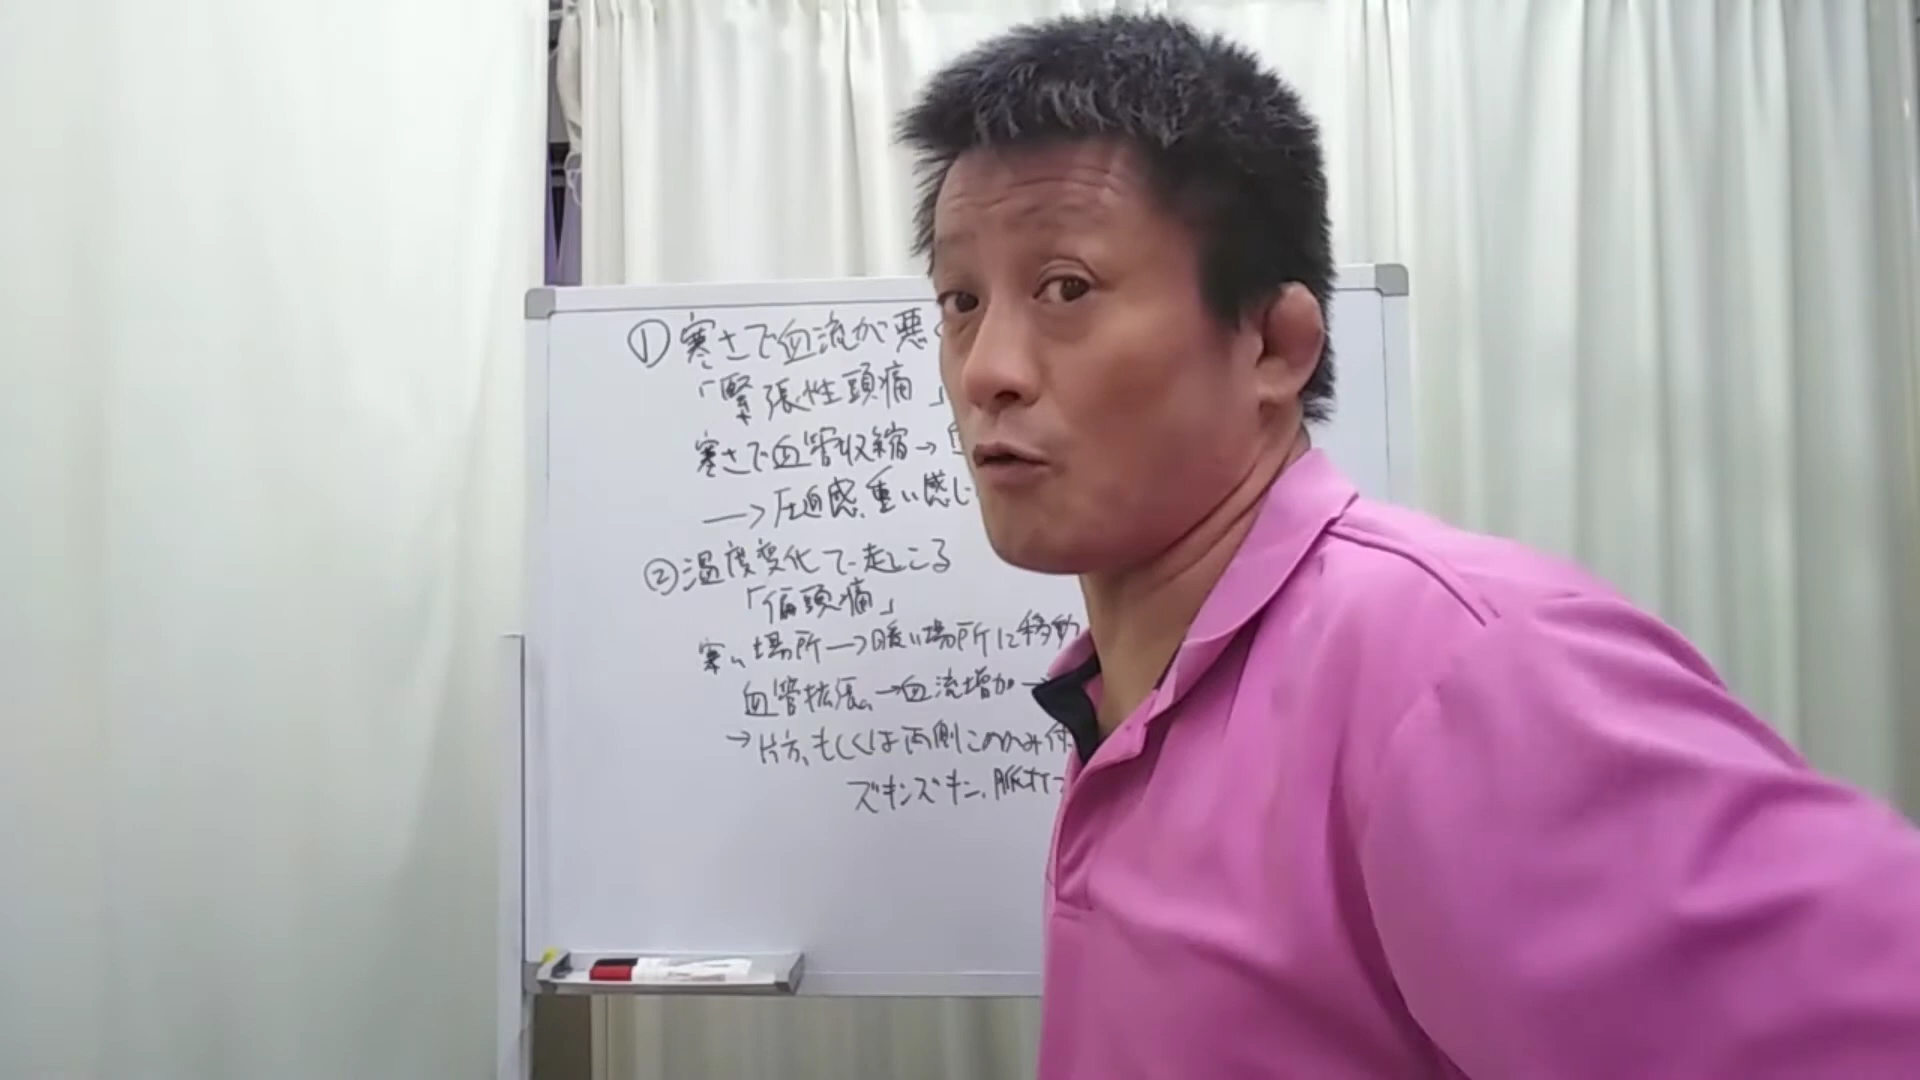 ①寒さで血流が悪く
「緊張性頭痛」
寒さで血管収縮→
→圧迫感、重い感じ
②温度変化で起こる
「偏頭痛」
寒い場所→暖い場所に移動
血管拡張→血流増加→
→片方、もしくは両側こめかみ
ズキンズキン、脈打つ